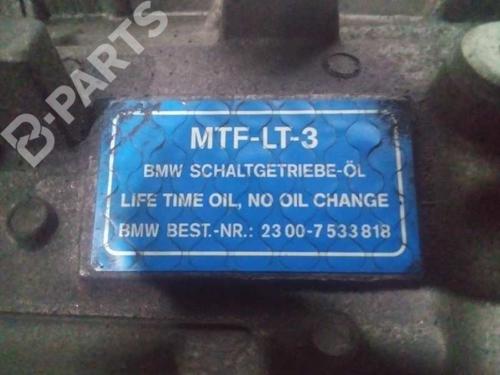 B-PARTS
MTF-LT-3
BMW SCHALTGETRIEBE-ÖL
LIFE TIME OIL, NO OIL CHANGE
BMW BEST.-NR.: 23 00-7 533 818